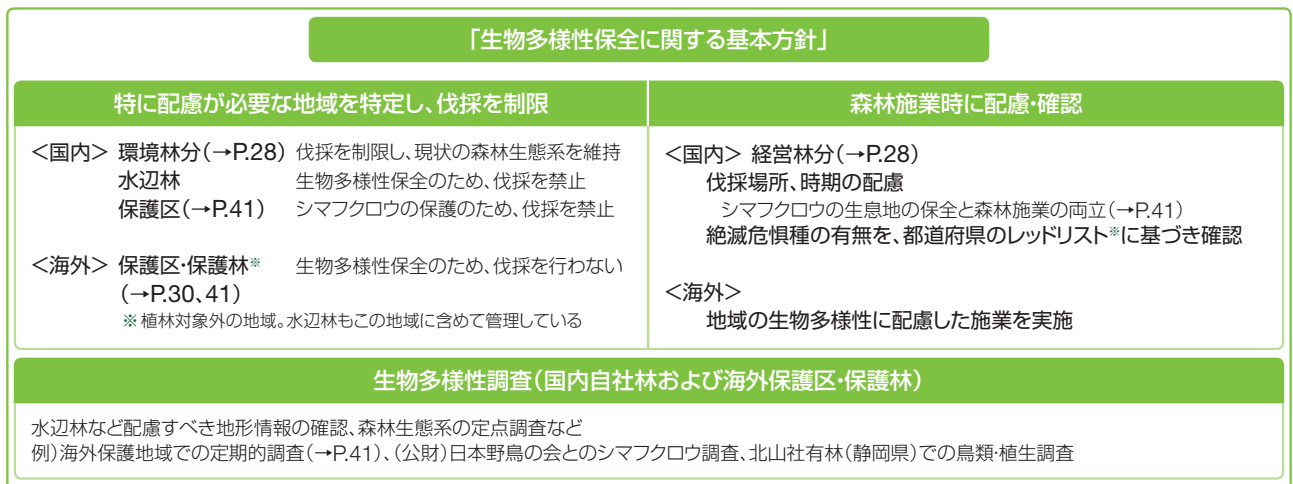 「生物多様性保全に関する基本方針」
特に配慮が必要な地域を特定し、伐採を制限
<国内> 環境林分(→P.28) 伐採を制限し、現状の森林生態系を維持
水辺林 生物多様性保全のため、伐採を禁止
保護区(→P.41) シマフクロウの保護のため、伐採を禁止
<海外> 保護区・保護林※ 生物多様性保全のため、伐採を行わない
(→P.30、41)
※植林対象外の地域。水辺林もこの地域に含めて管理している
森林施業時に配慮・確認
<国内> 経営林分(→P.28)
伐採場所、時期の配慮
シマフクロウの生息地の保全と森林施業の両立(→P.41)
絶滅危惧種の有無を、都道府県のレッドリスト※に基づき確認
<海外>
地域の生物多様性に配慮した施業を実施
生物多様性調査(国内自社林および海外保護区・保護林)
水辺林など配慮すべき地形情報の確認、森林生態系の定点調査など
例)海外保護地域での定期的調査(→P.41)、(公財)日本野鳥の会とのシマフクロウ調査、北山社有林(静岡県)での鳥類・植生調査